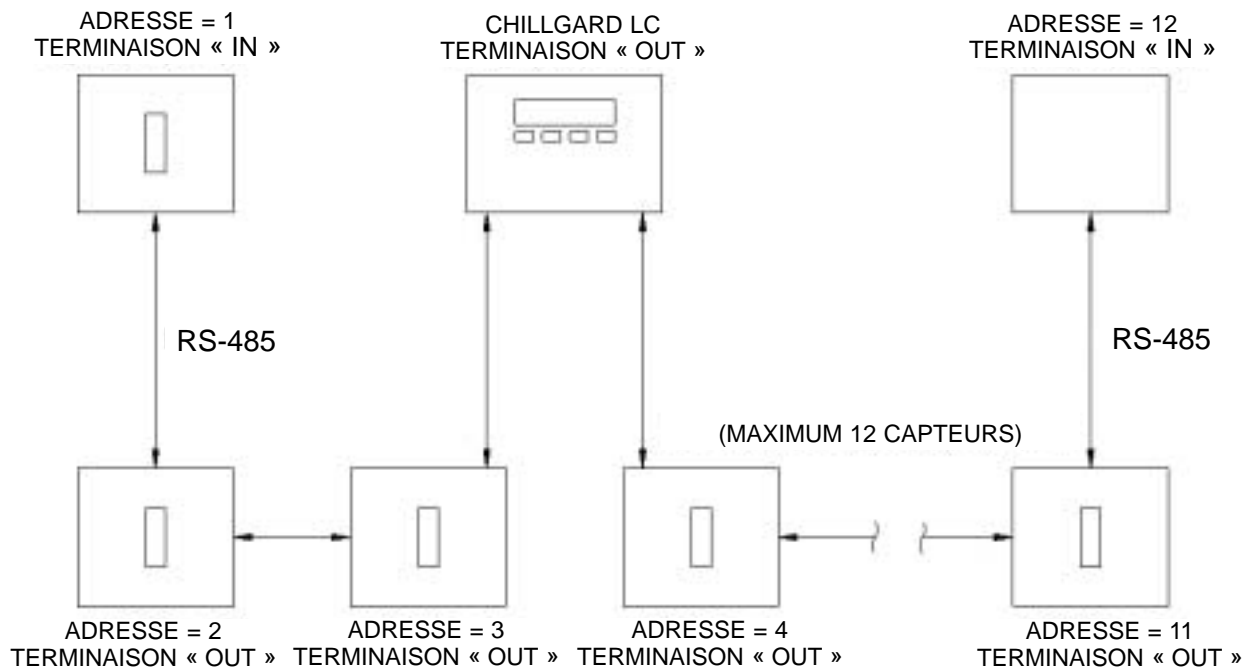 ADRESSE = 1
TERMINAISON « IN »
CHILLGARD LC
TERMINAISON « OUT »
ADRESSE = 12
TERMINAISON « IN »
RS-485
RS-485
(MAXIMUM 12 CAPTEURS)
ADRESSE = 2
TERMINAISON « OUT »
ADRESSE = 3
TERMINAISON « OUT »
ADRESSE = 4
TERMINAISON « OUT »
ADRESSE = 11
TERMINAISON « OUT »